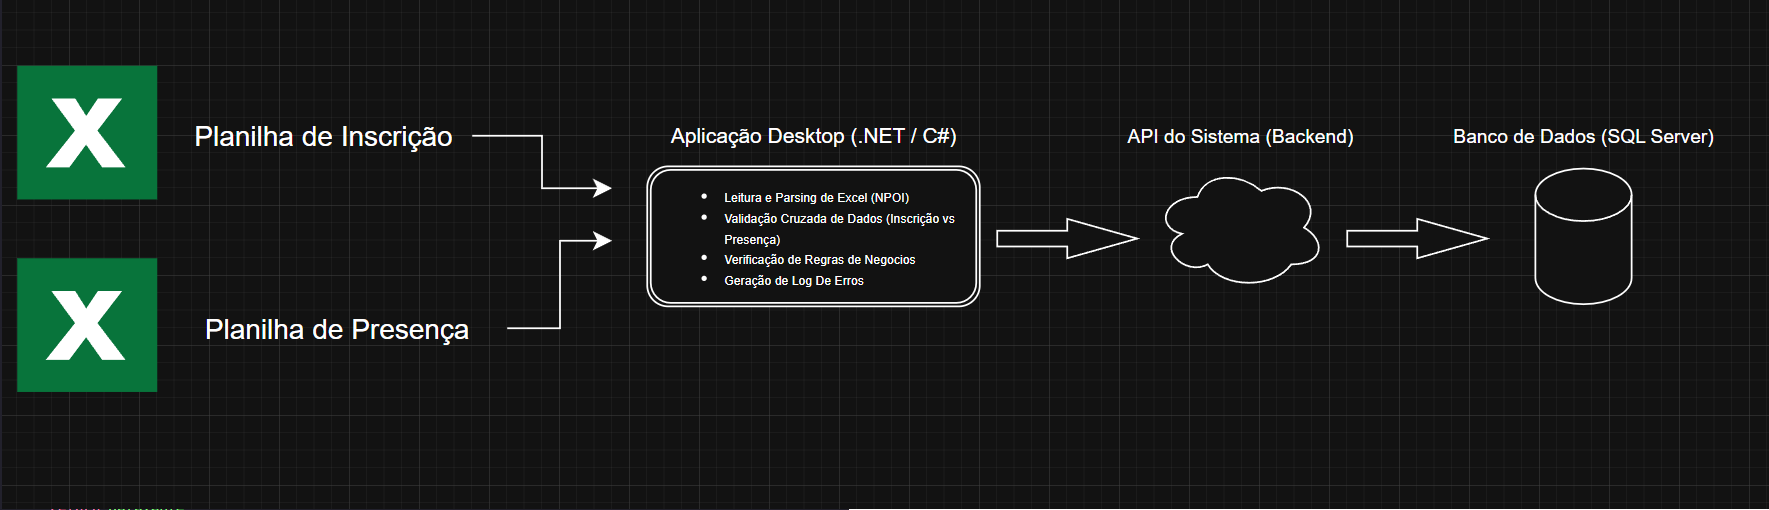 Planilha de Inscrição
Planilha de Presença
Aplicação Desktop (.NET / C#)
• Leitura e Parsing de Excel (NPOI)
• Validação Cruzada de Dados (Inscrição vs
Presença)
• Verificação de Regras de Negocios
• Geração de Log De Erros
API do Sistema (Backend)
Banco de Dados (SQL Server)